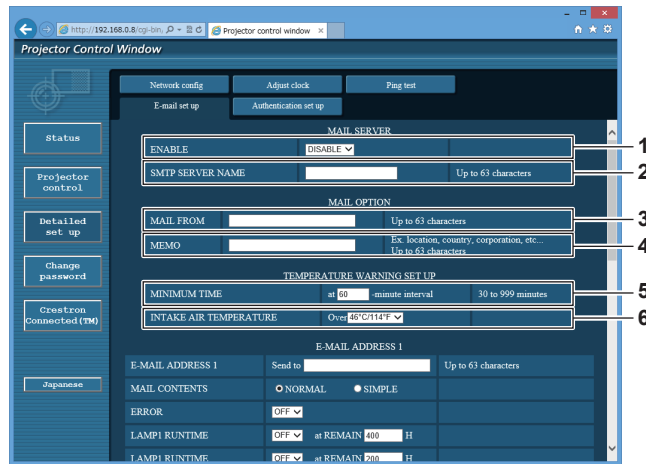 http://192.168.0.8/cgi-bin, Projector control window
Projector Control Window
Network config Adjust clock Ping test
E-mail set up Authentication set up
Status
Projector control
Detailed set up
Change password
Crestron Connected(TM)
Japanese
MAIL SERVER
ENABLE DISABLE 1
SMTP SERVER NAME Up to 63 characters 2
MAIL OPTION
MAIL FROM Up to 63 characters 3
MEMO Ex. location, country, corporation, etc... Up to 63 characters 4
TEMPERATURE WARNING SET UP
MINIMUM TIME at 60 -minute interval 30 to 999 minutes 5
INTAKE AIR TEMPERATURE Over 46°C/114°F 6
E-MAIL ADDRESS 1
E-MAIL ADDRESS 1 Send to Up to 63 characters
MAIL CONTENTS NORMAL SIMPLE
ERROR OFF
LAMP1 RUNTIME OFF at REMAIN 400 H
LAMP1 RUNTIME OFF at REMAIN 200 H